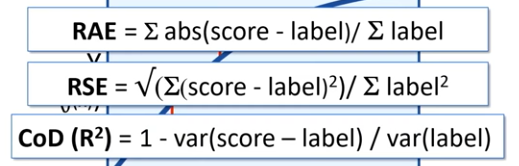 RAE = Σ abs(score - label)/ Σ label
RSE = √(Σ(score - label)²)/ Σ label²
CoD (R²) = 1 - var(score – label) / var(label)